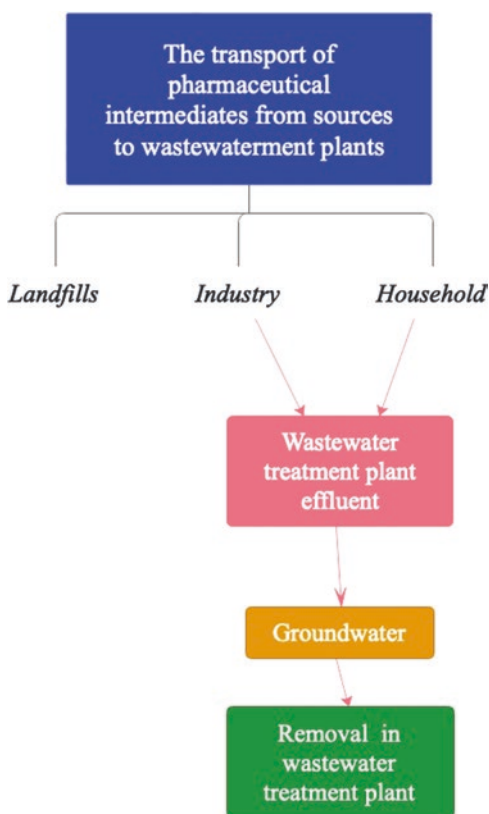 The transport of
pharmaceutical
intermediates from sources
to wastewaterment plants
Landfills
Industry
Household
Wastewater
treatment plant
effluent
Groundwater
Removal in
wastewater
treatment plant